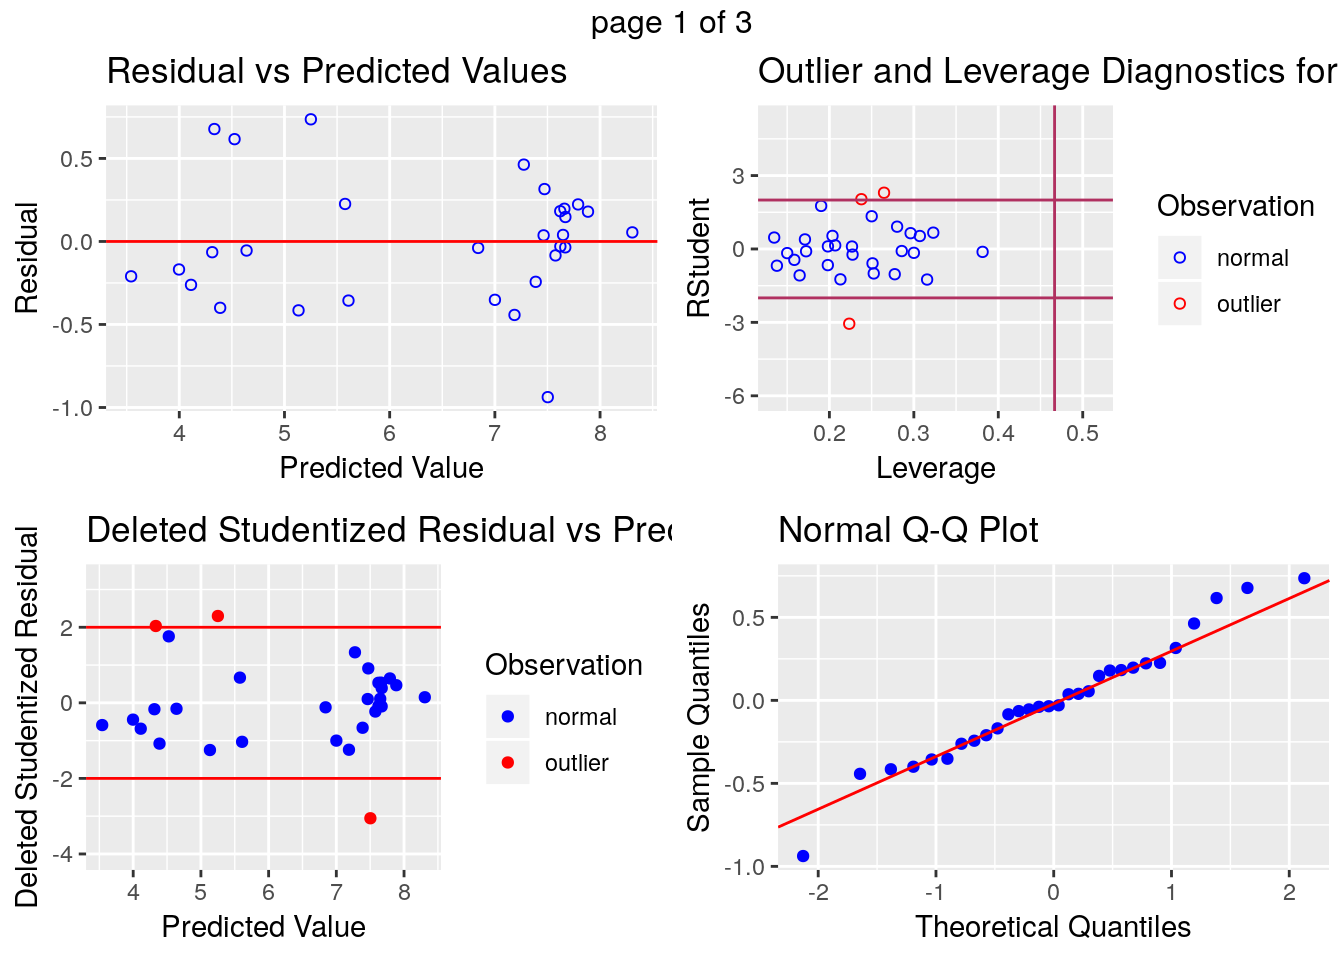 page 1 of 3
Residual vs Predicted Values
Residual
0.5
0.0
-0.5
-1.0
4 5 6 7 8
Predicted Value
Outlier and Leverage Diagnostics for
RStudent
3
0
-3
-6
0.2 0.3 0.4 0.5
Leverage
Observation
normal
outlier
Deleted Studentized Residual vs Pred
Deleted Studentized Residual
2
0
-2
-4
4 5 6 7 8
Predicted Value
Observation
normal
outlier
Normal Q-Q Plot
Sample Quantiles
0.5
0.0
-0.5
-1.0
-2 -1 0 1 2
Theoretical Quantiles